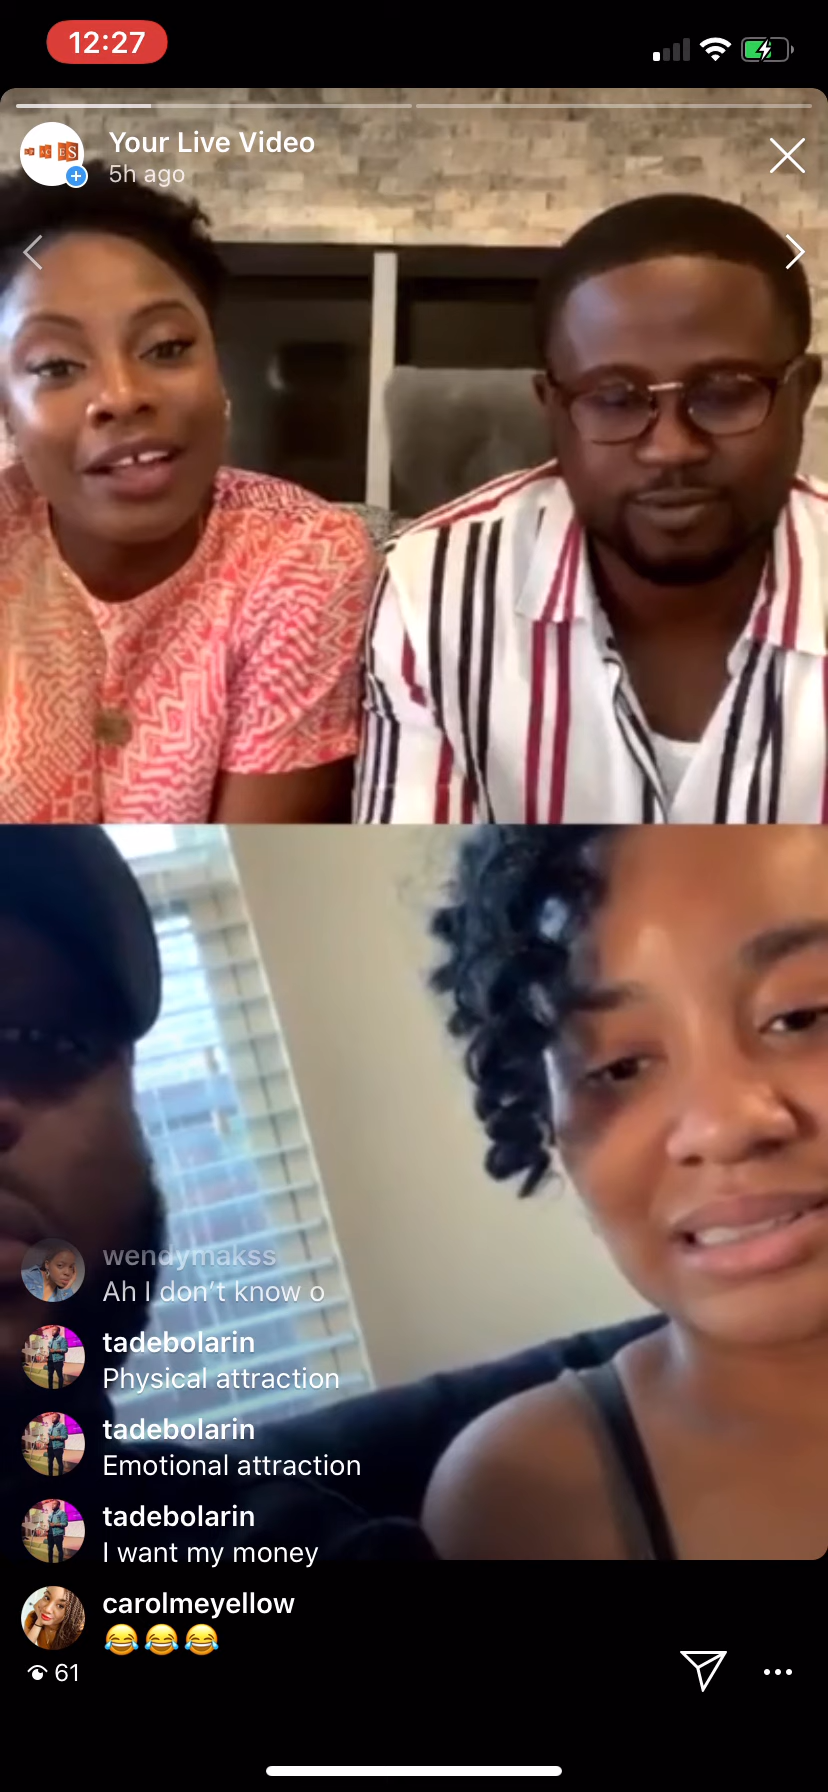 12:27
Your Live Video
5h ago
wendymakss
Ah I don't know o
tadebolarin
Physical attraction
tadebolarin
Emotional attraction
tadebolarin
I want my money
carolmeyellow
😂😂😂
61